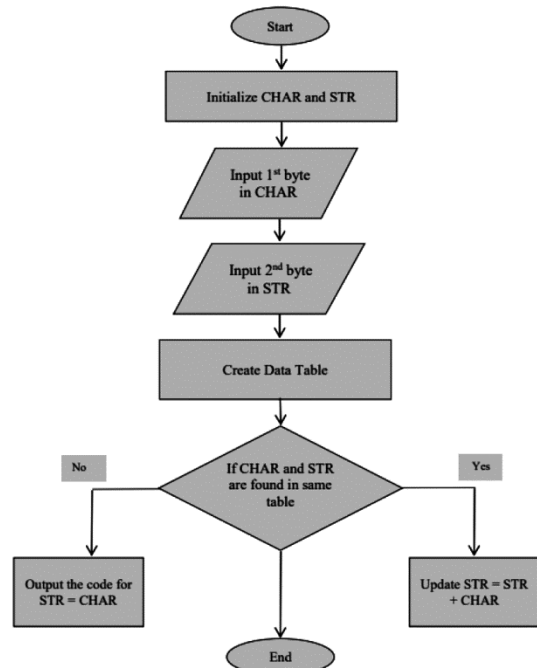 Start
Initialize CHAR and STR
Input 1st byte
in CHAR
Input 2nd byte
in STR
Create Data Table
No
If CHAR and STR
are found in same
table
Yes
Output the code for
STR = CHAR
Update STR = STR
+ CHAR
End